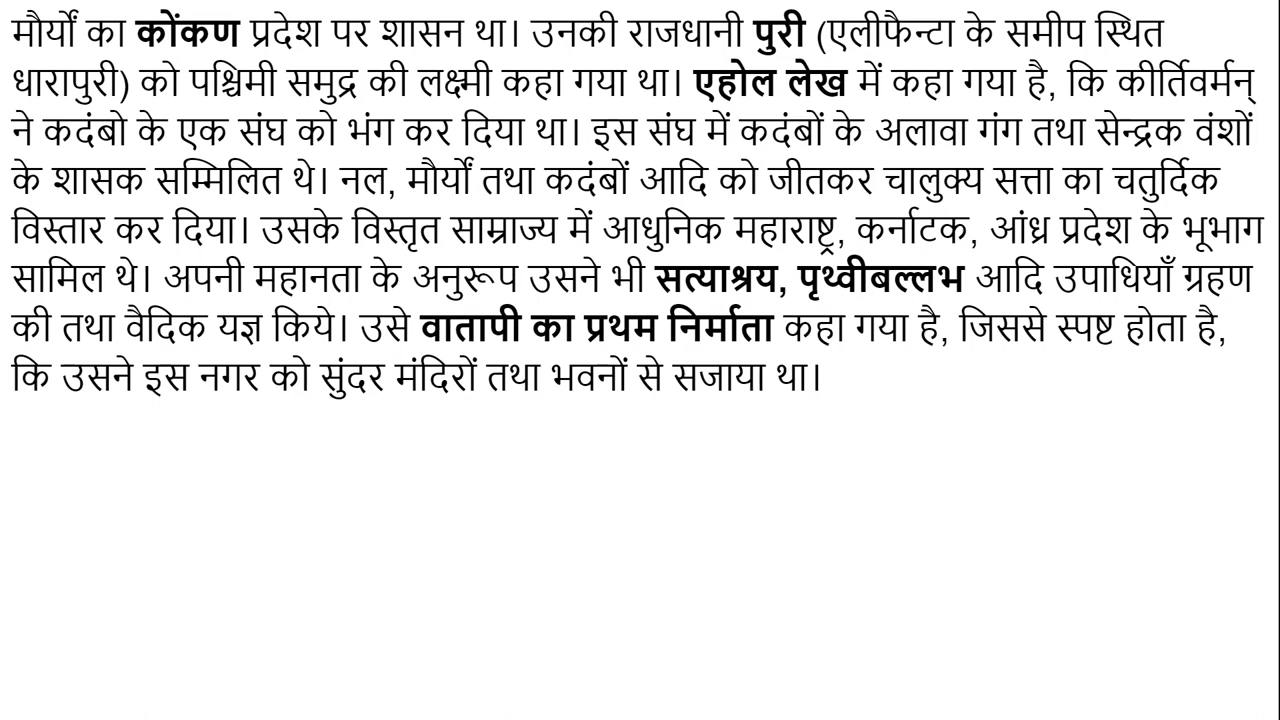 मौर्यों का कोंकण प्रदेश पर शासन था। उनकी राजधानी पुरी (एलीफैन्टा के समीप स्थित
धारापुरी) को पश्चिमी समुद्र की लक्ष्मी कहा गया था। एहोल लेख में कहा गया है, कि कीर्तिवर्मन्
ने कदंबो के एक संघ को भंग कर दिया था। इस संघ में कदंबों के अलावा गंग तथा सेन्द्रक वंशों
के शासक सम्मिलित थे। नल, मौर्यों तथा कदंबों आदि को जीतकर चालुक्य सत्ता का चतुर्दिक
विस्तार कर दिया। उसके विस्तृत साम्राज्य में आधुनिक महाराष्ट्र, कर्नाटक, आंध्र प्रदेश के भूभाग
सामिल थे। अपनी महानता के अनुरूप उसने भी सत्याश्रय, पृथ्वीबल्लभ आदि उपाधियाँ ग्रहण
की तथा वैदिक यज्ञ किये। उसे वातापी का प्रथम निर्माता कहा गया है, जिससे स्पष्ट होता है,
कि उसने इस नगर को सुंदर मंदिरों तथा भवनों से सजाया था।